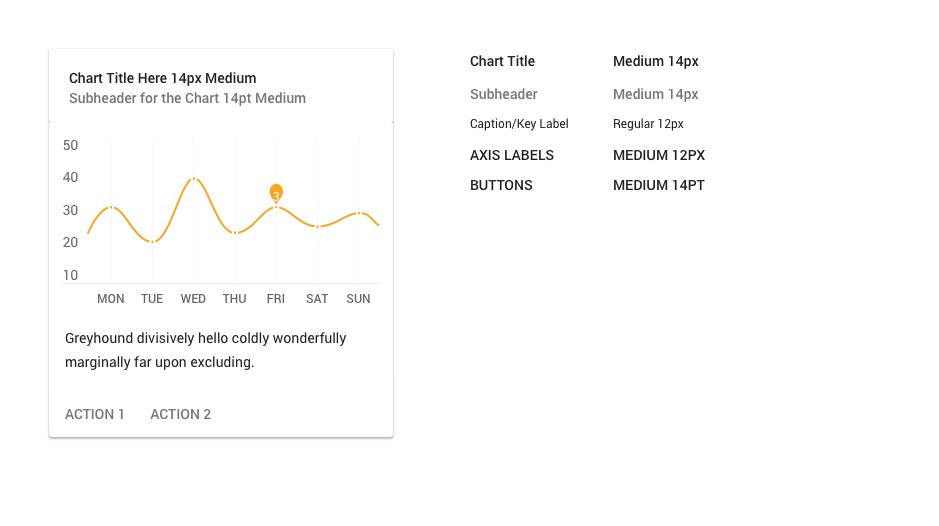 Chart Title Here 14px Medium
Subheader for the Chart 14pt Medium
50
40
30
20
10
3
MON TUE WED THU FRI SAT SUN
Greyhound divisively hello coldly wonderfully
marginally far upon excluding.
ACTION 1 ACTION 2
Chart Title Medium 14px
Subheader Medium 14px
Caption/Key Label Regular 12px
AXIS LABELS MEDIUM 12PX
BUTTONS MEDIUM 14PT